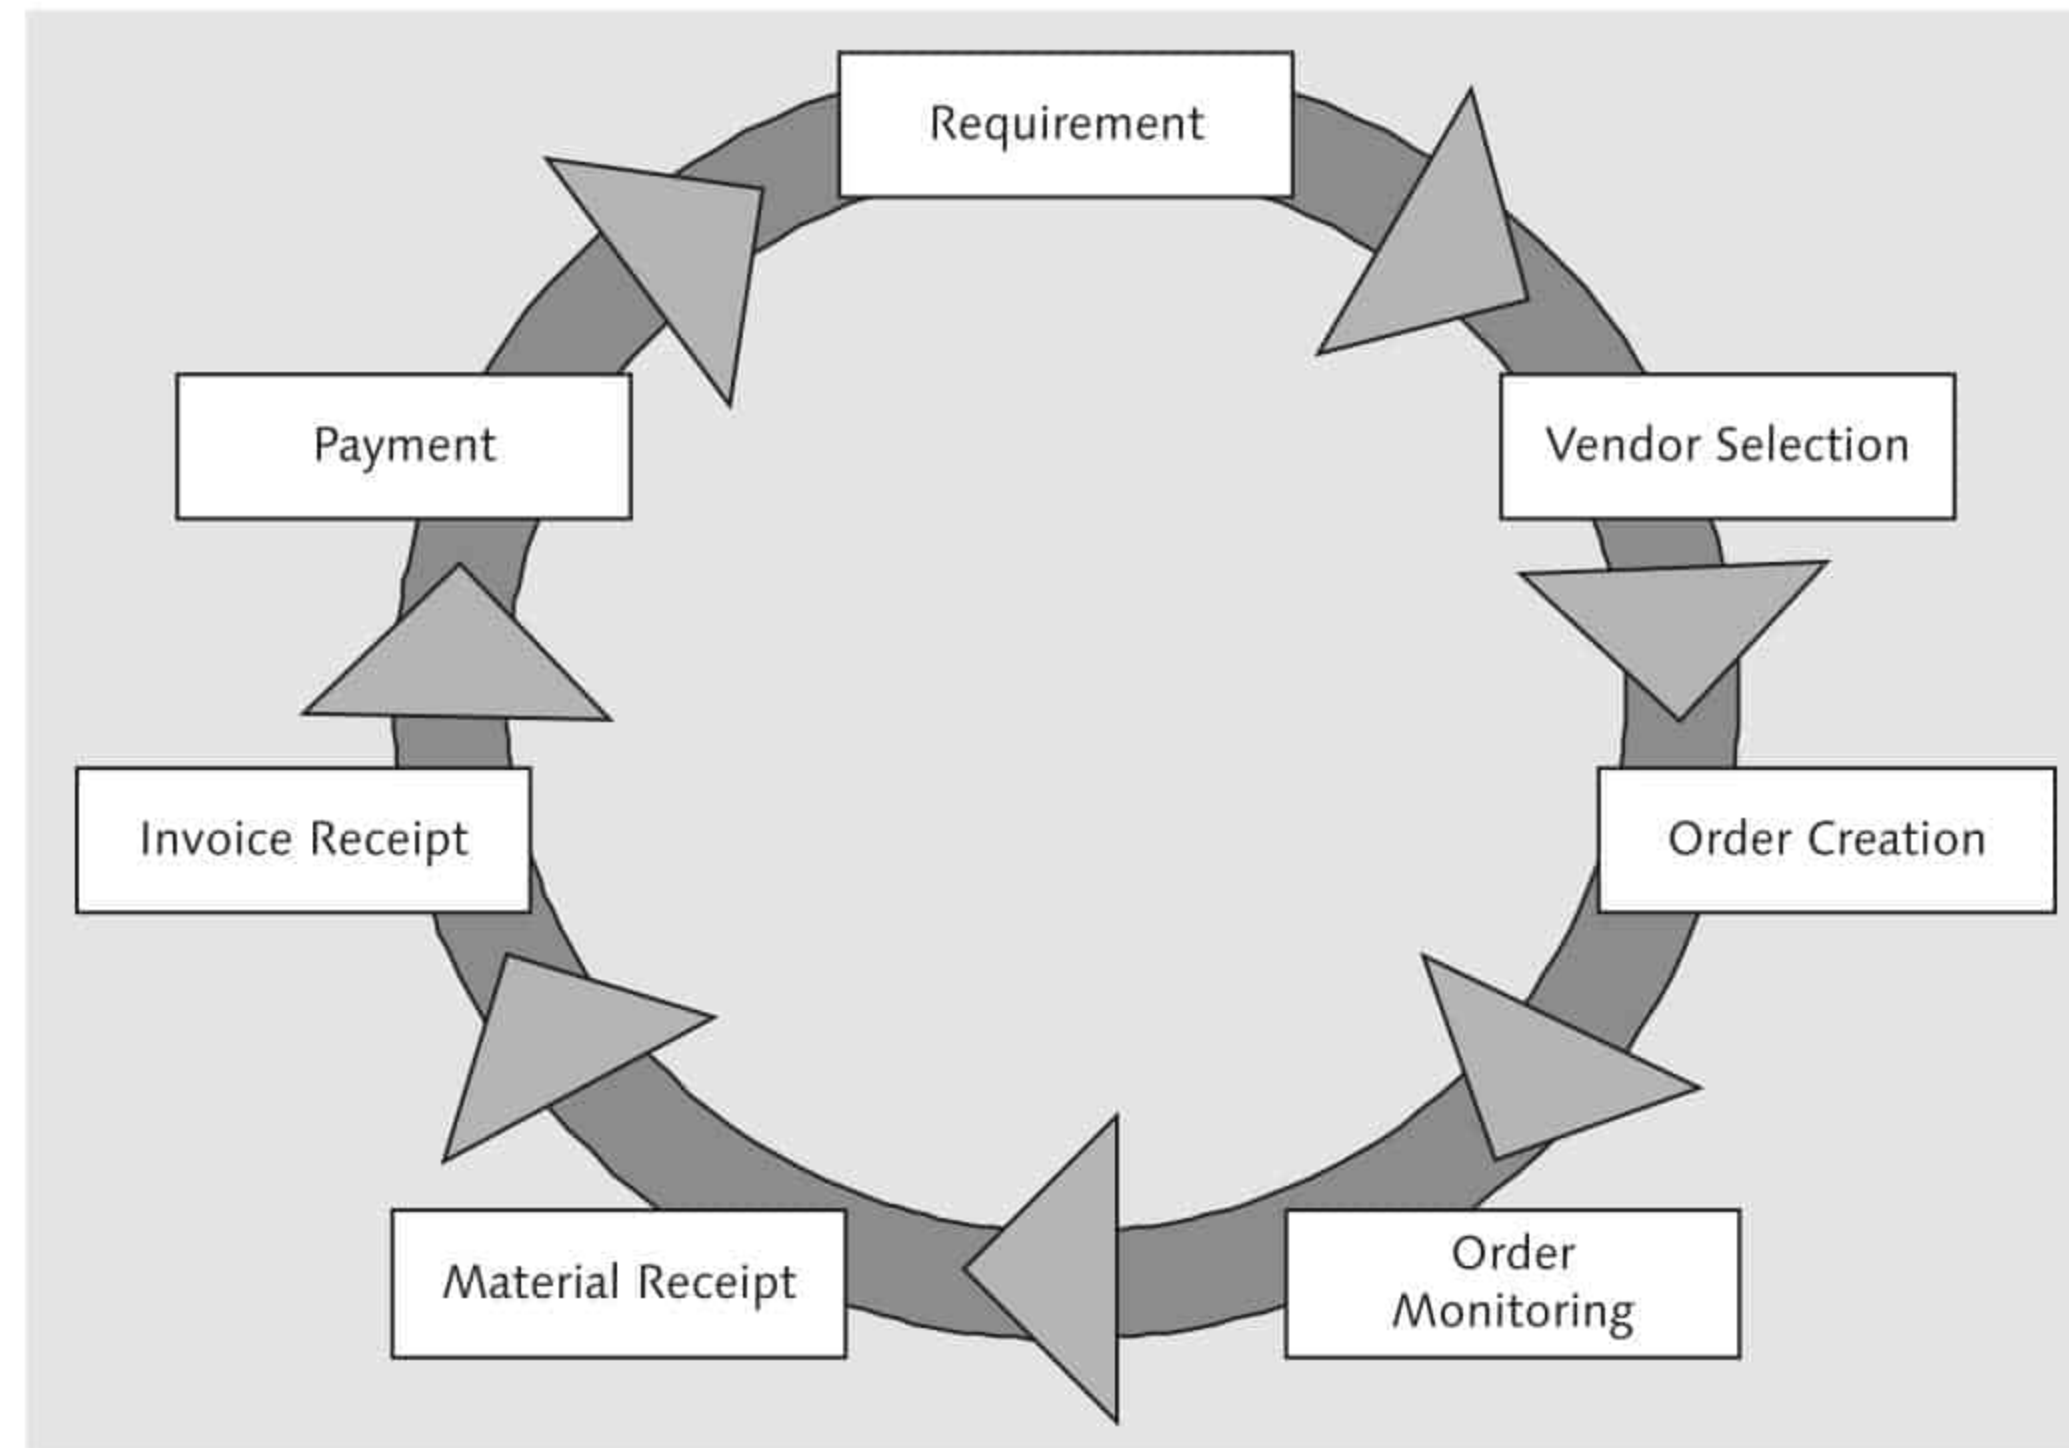 Requirement
Vendor Selection
Order Creation
Order
Monitoring
Material Receipt
Invoice Receipt
Payment